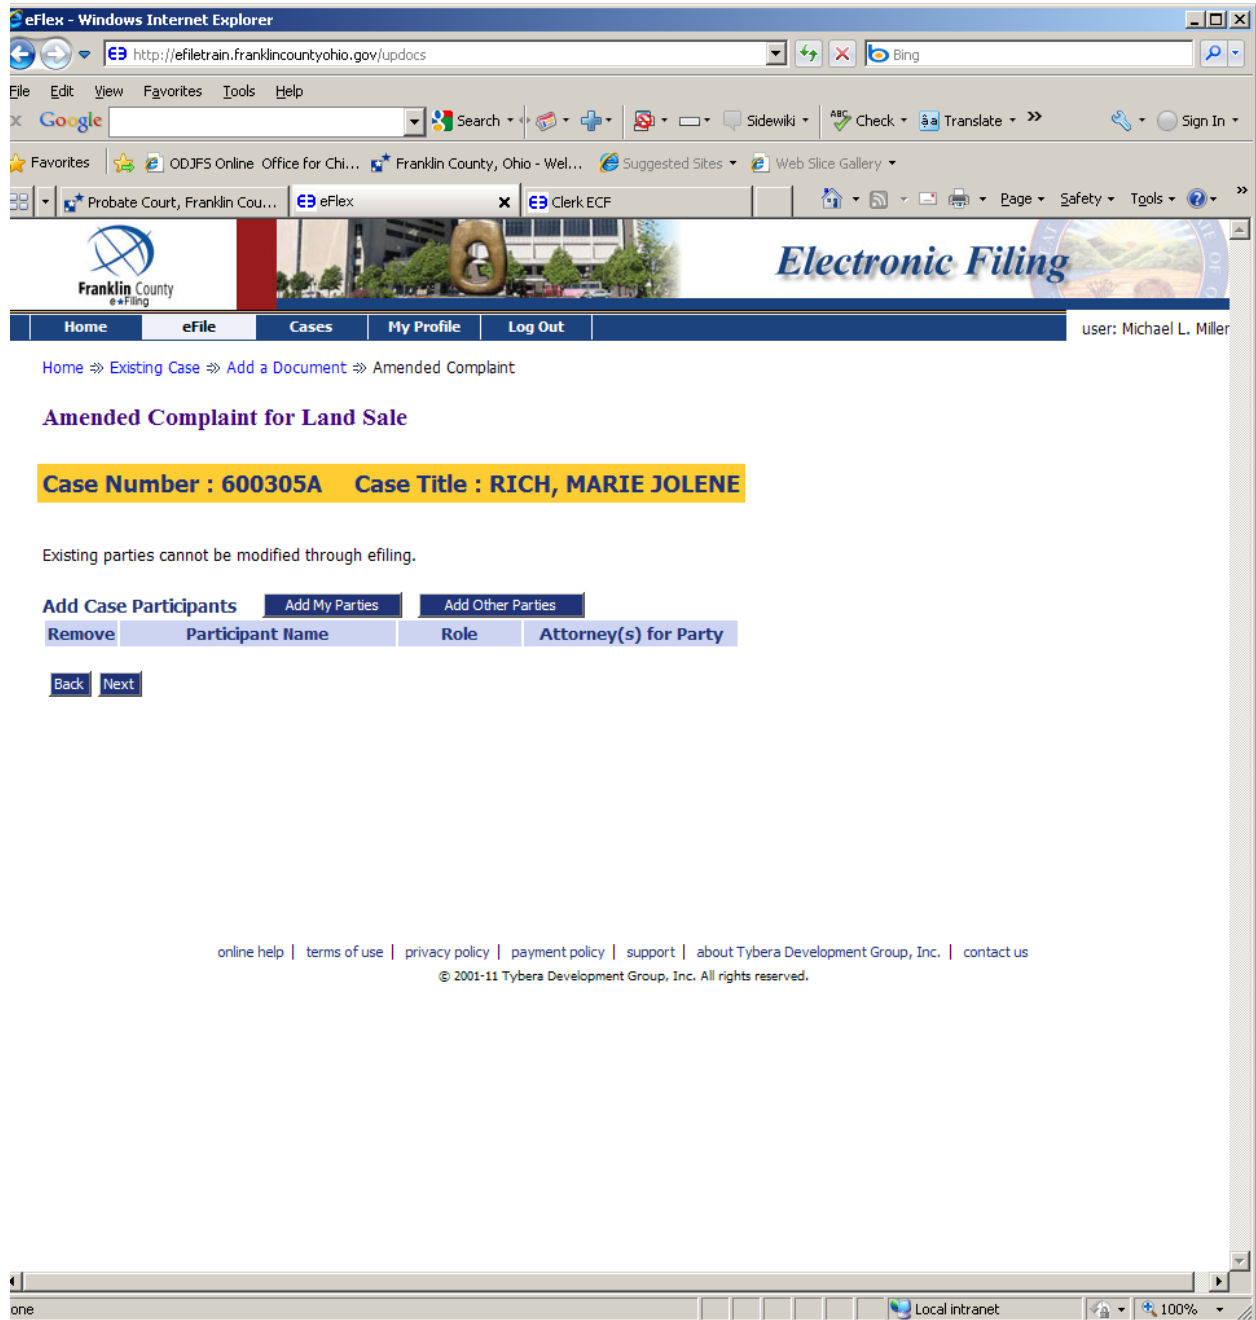 eFlex - Windows Internet Explorer
http://efiletrain.franklincountyohio.gov/updocs
Bing
File Edit View Favorites Tools Help
x Google Search Sidewiki Check Translate Sign In
Favorites ODJFS Online Office for Chi... Franklin County, Ohio - Wel... Suggested Sites Web Slice Gallery
Probate Court, Franklin Cou... eFlex Clerk ECF Page Safety Tools
Franklin County
e★Filing
Electronic Filing
Home eFile Cases My Profile Log Out
user: Michael L. Miller
Home ⇒ Existing Case ⇒ Add a Document ⇒ Amended Complaint
Amended Complaint for Land Sale
Case Number : 600305A Case Title : RICH, MARIE JOLENE
Existing parties cannot be modified through efiling.
Add Case Participants Add My Parties Add Other Parties
Remove Participant Name Role Attorney(s) for Party
Back Next
online help | terms of use | privacy policy | payment policy | support | about Tybera Development Group, Inc. | contact us
© 2001-11 Tybera Development Group, Inc. All rights reserved.
one Local intranet 100%